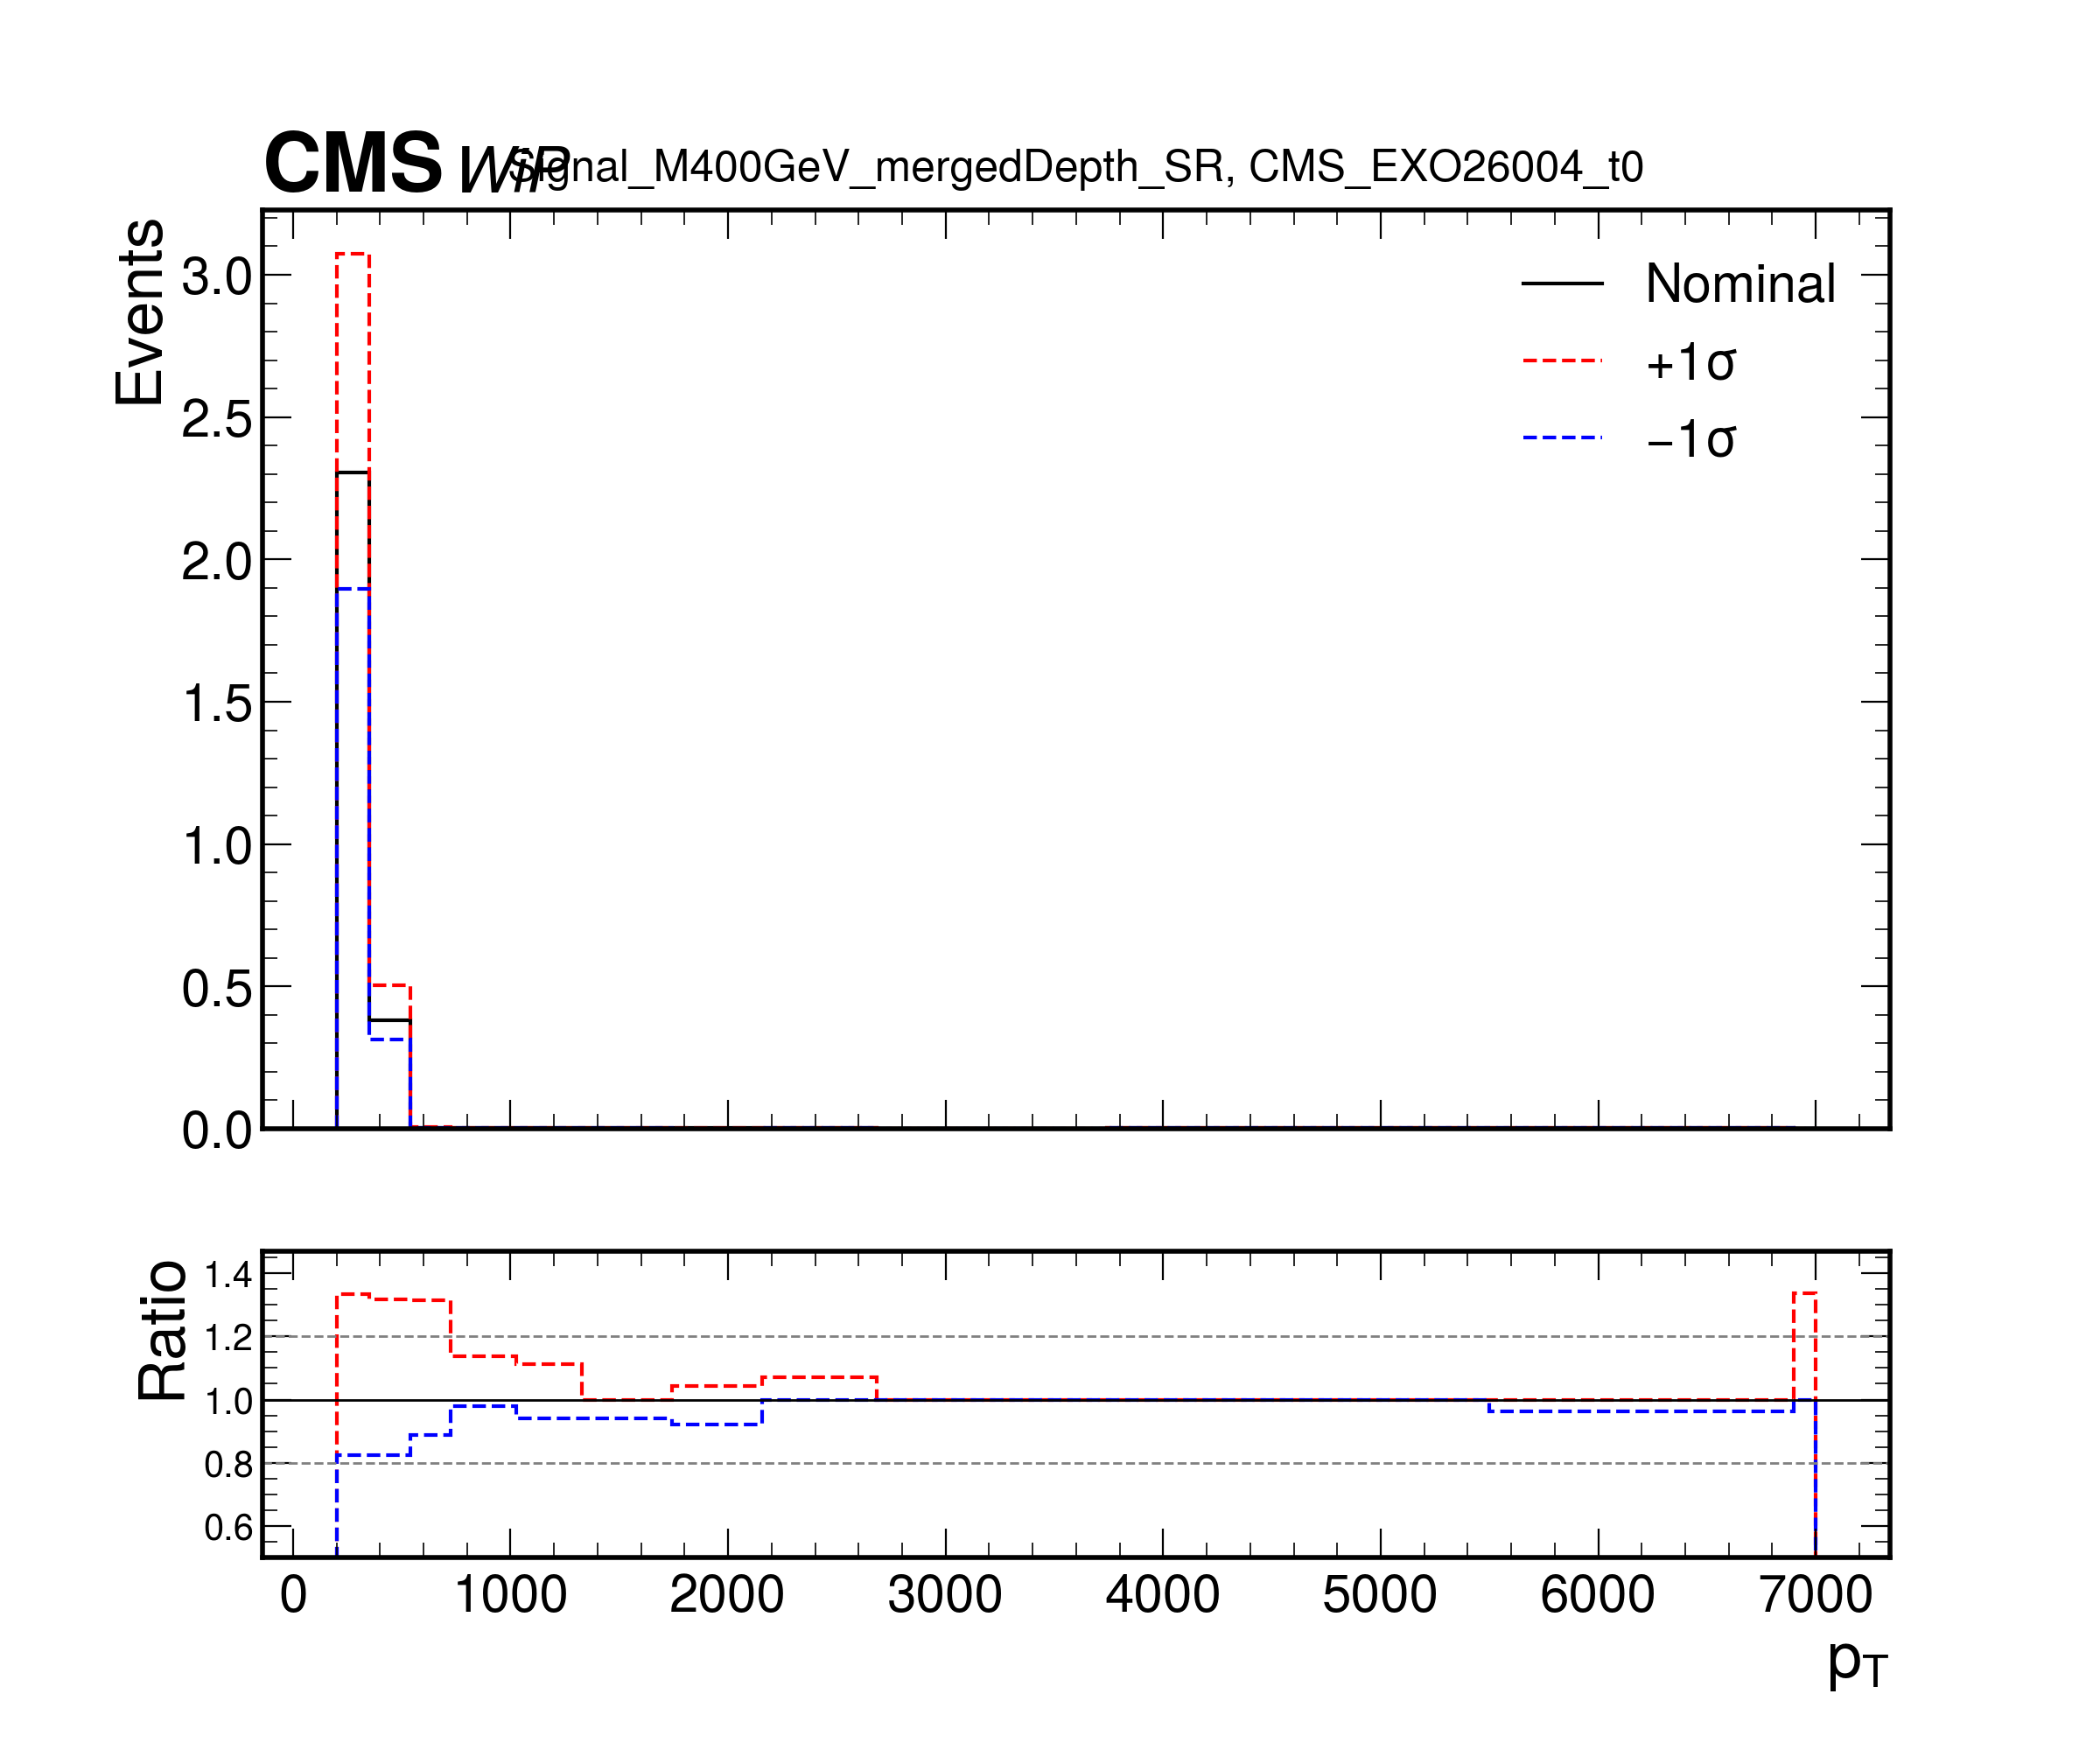 CMS WiP Signal_M400GeV_mergedDepth_SR, CMS_EXO26004_t0
Events
3.0
2.5
2.0
1.5
1.0
0.5
0.0
Nominal
+1σ
−1σ
Ratio
1.4
1.2
1.0
0.8
0.6
0 1000 2000 3000 4000 5000 6000 7000
pT